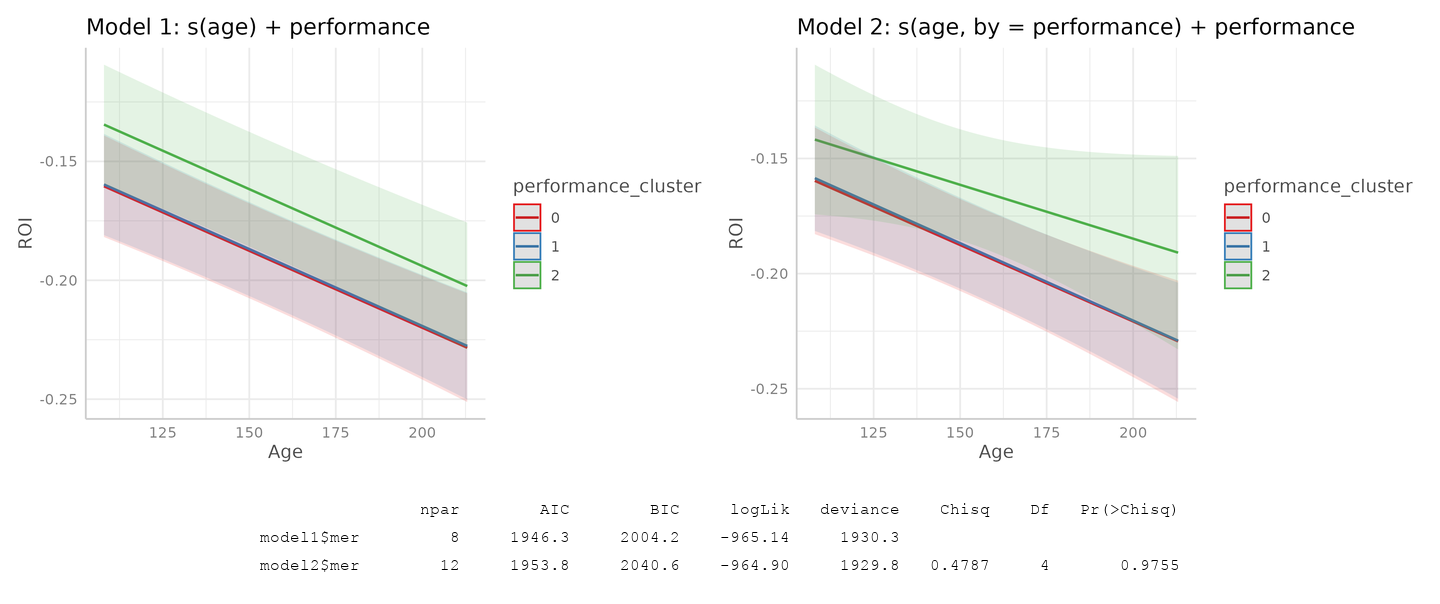 Model 1: s(age) + performance
-0.15
-0.20
-0.25
ROI
125 150 175 200
Age
performance_cluster
0
1
2
Model 2: s(age, by = performance) + performance
-0.15
-0.20
-0.25
ROI
125 150 175 200
Age
performance_cluster
0
1
2
npar AIC BIC logLik deviance Chisq Df Pr(>Chisq)
model1$mer 8 1946.3 2004.2 -965.14 1930.3
model2$mer 12 1953.8 2040.6 -964.90 1929.8 0.4787 4 0.9755